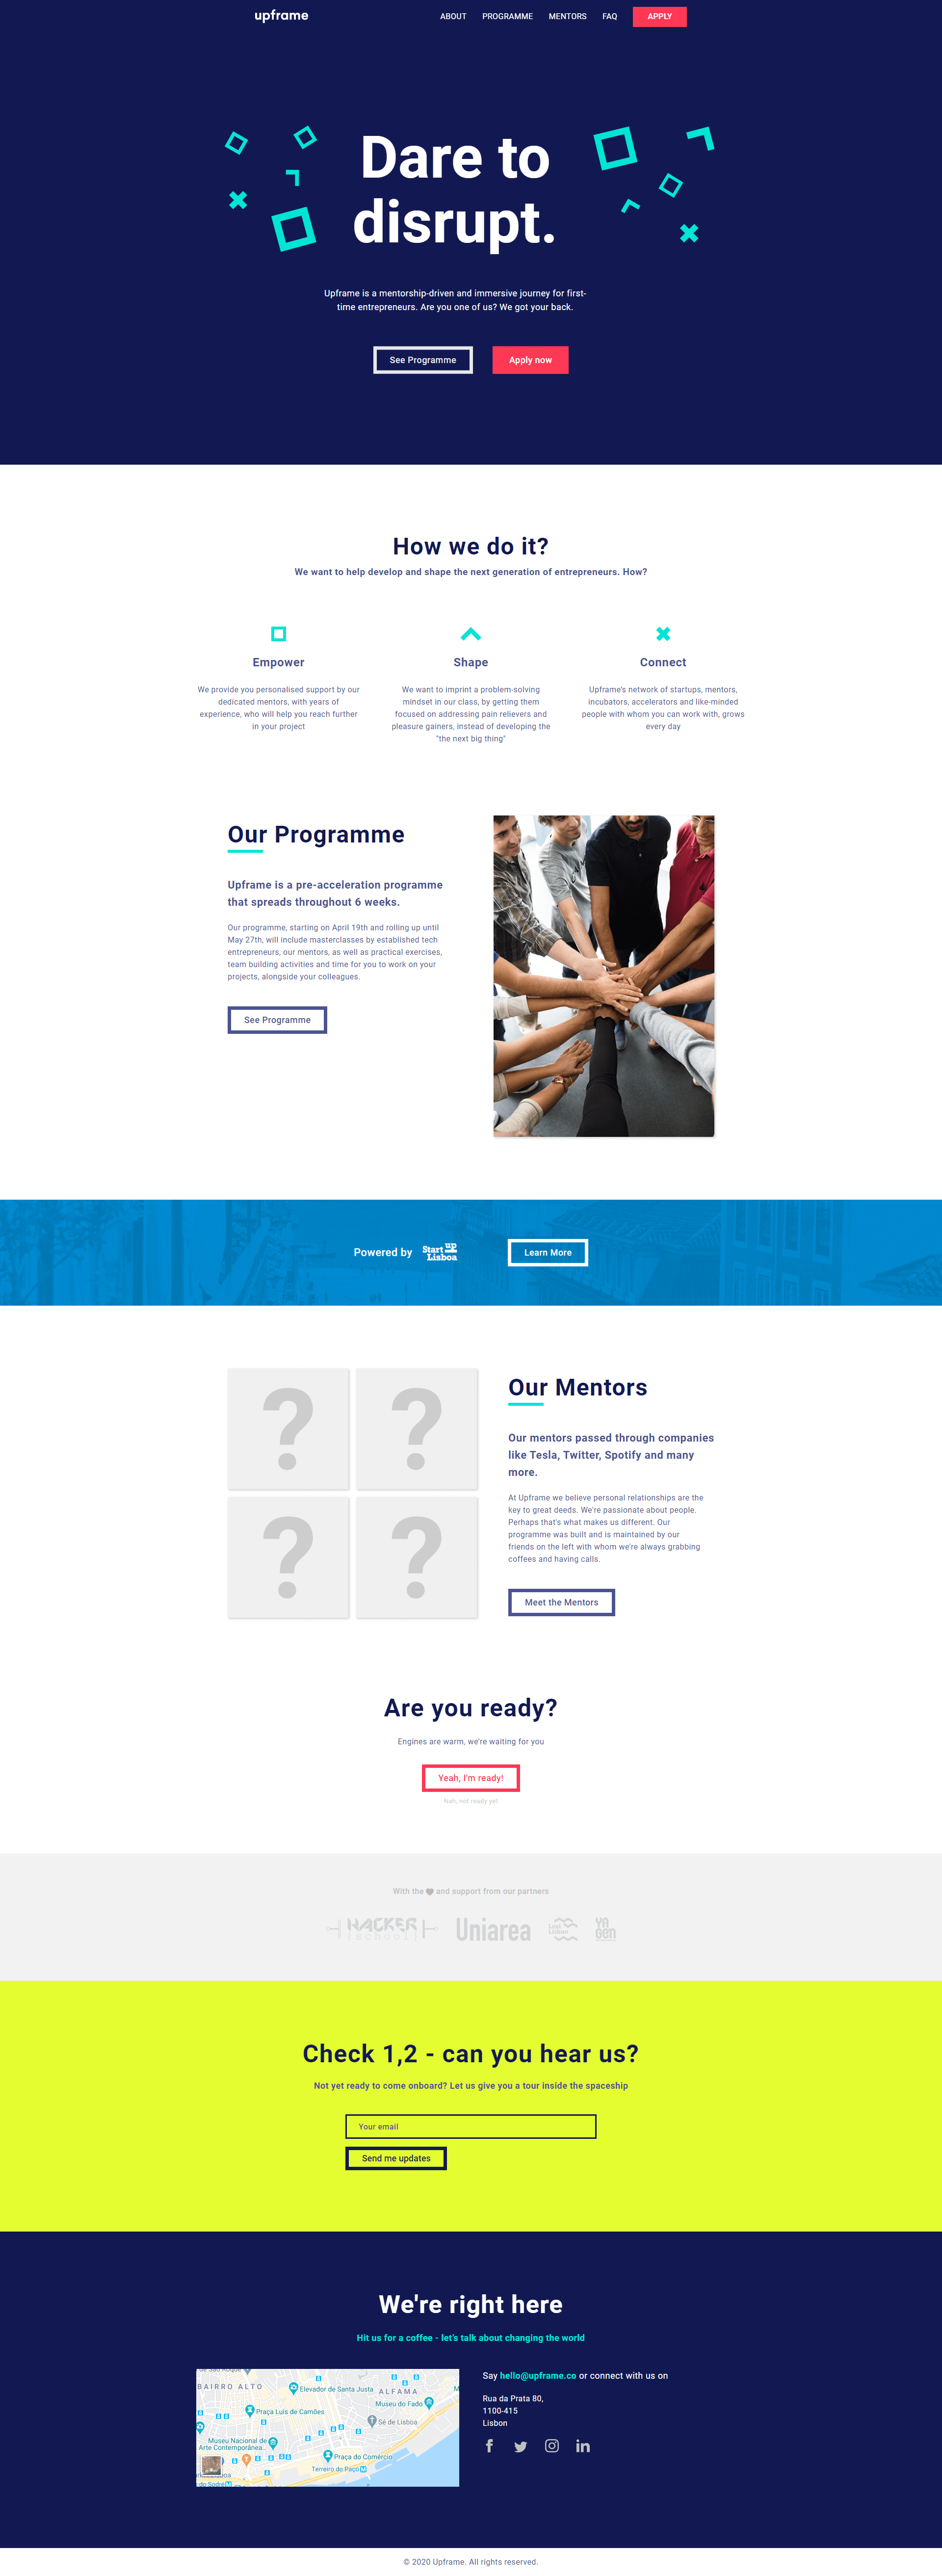 upframe
ABOUT PROGRAMME MENTORS FAQ APPLY
Dare to
disrupt.
Upframe is a mentorship-driven and immersive journey for first-
time entrepreneurs. Are you one of us? We got your back.
See Programme Apply now
How we do it?
We want to help develop and shape the next generation of entrepreneurs. How?
Empower
We provide you personalised support by our
dedicated mentors, with years of
experience, who will help you reach further
in your project
Shape
We want to imprint a problem-solving
mindset in our class, by getting them
focused on addressing pain relievers and
pleasure gainers, instead of developing the
"the next big thing"
Connect
Upframe's network of startups, mentors,
incubators, accelerators and like-minded
people with whom you can work with, grows
every day
Our Programme
Upframe is a pre-acceleration programme
that spreads throughout 6 weeks.
Our programme, starting on April 19th and rolling up until
May 27th, will include masterclasses by established tech
entrepreneurs, our mentors, as well as practical exercises,
team building activities and time for you to work on your
projects, alongside your colleagues.
See Programme
Powered by
Start up
Lisboa
Learn More
?
?
?
?
Our Mentors
Our mentors passed through companies
like Tesla, Twitter, Spotify and many
more.
At Upframe we believe personal relationships are the
key to great deeds. We're passionate about people.
Perhaps that's what makes us different. Our
programme was built and is maintained by our
friends on the left with whom we're always grabbing
coffees and having calls.
Meet the Mentors
Are you ready?
Engines are warm, we're waiting for you
Yeah, I'm ready!
Nah, not ready yet
With the ♥ and support from our partners
HACKER
SCHOOL
Uniarea
Last
Lisbon
YA
GEN
Check 1,2 - can you hear us?
Not yet ready to come onboard? Let us give you a tour inside the spaceship
Your email
Send me updates
We're right here
Hit us for a coffee - let's talk about changing the world
de São Roque
BAIRRO ALTO
Elevador de Santa Justa
ALFAMA
M
Museu do Fado
Praça Luís de Camões
Sé de Lisboa
Museu Nacional de
Arte Contemporânea...
Praça do Comércio
Terreiro do Paço M
do Sodré M
Say hello@upframe.co or connect with us on
Rua da Prata 80,
1100-415
Lisbon
© 2020 Upframe. All rights reserved.